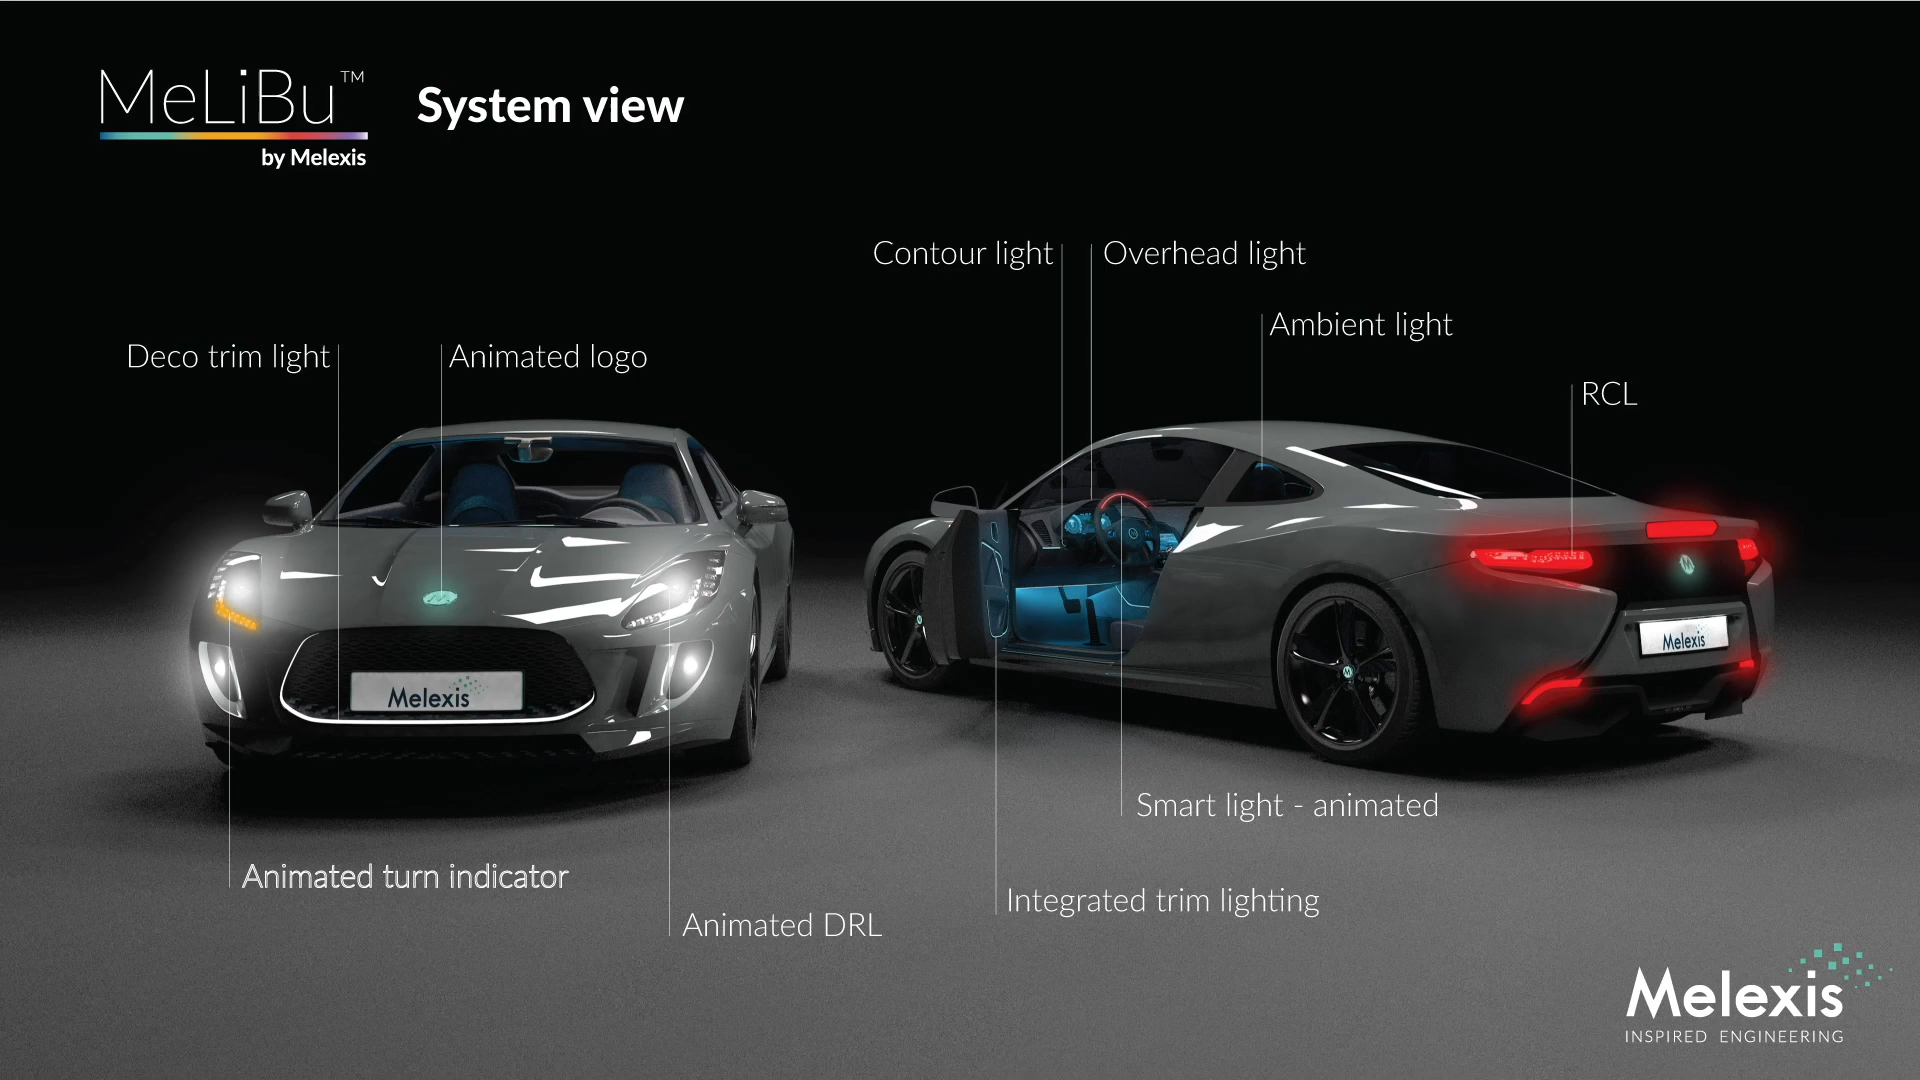 MeLiBu™
by Melexis
System view
Contour light
Overhead light
Ambient light
Deco trim light
Animated logo
RCL
Melexis
Melexis
Smart light - animated
Animated turn indicator
Integrated trim lighting
Animated DRL
Melexis
INSPIRED ENGINEERING